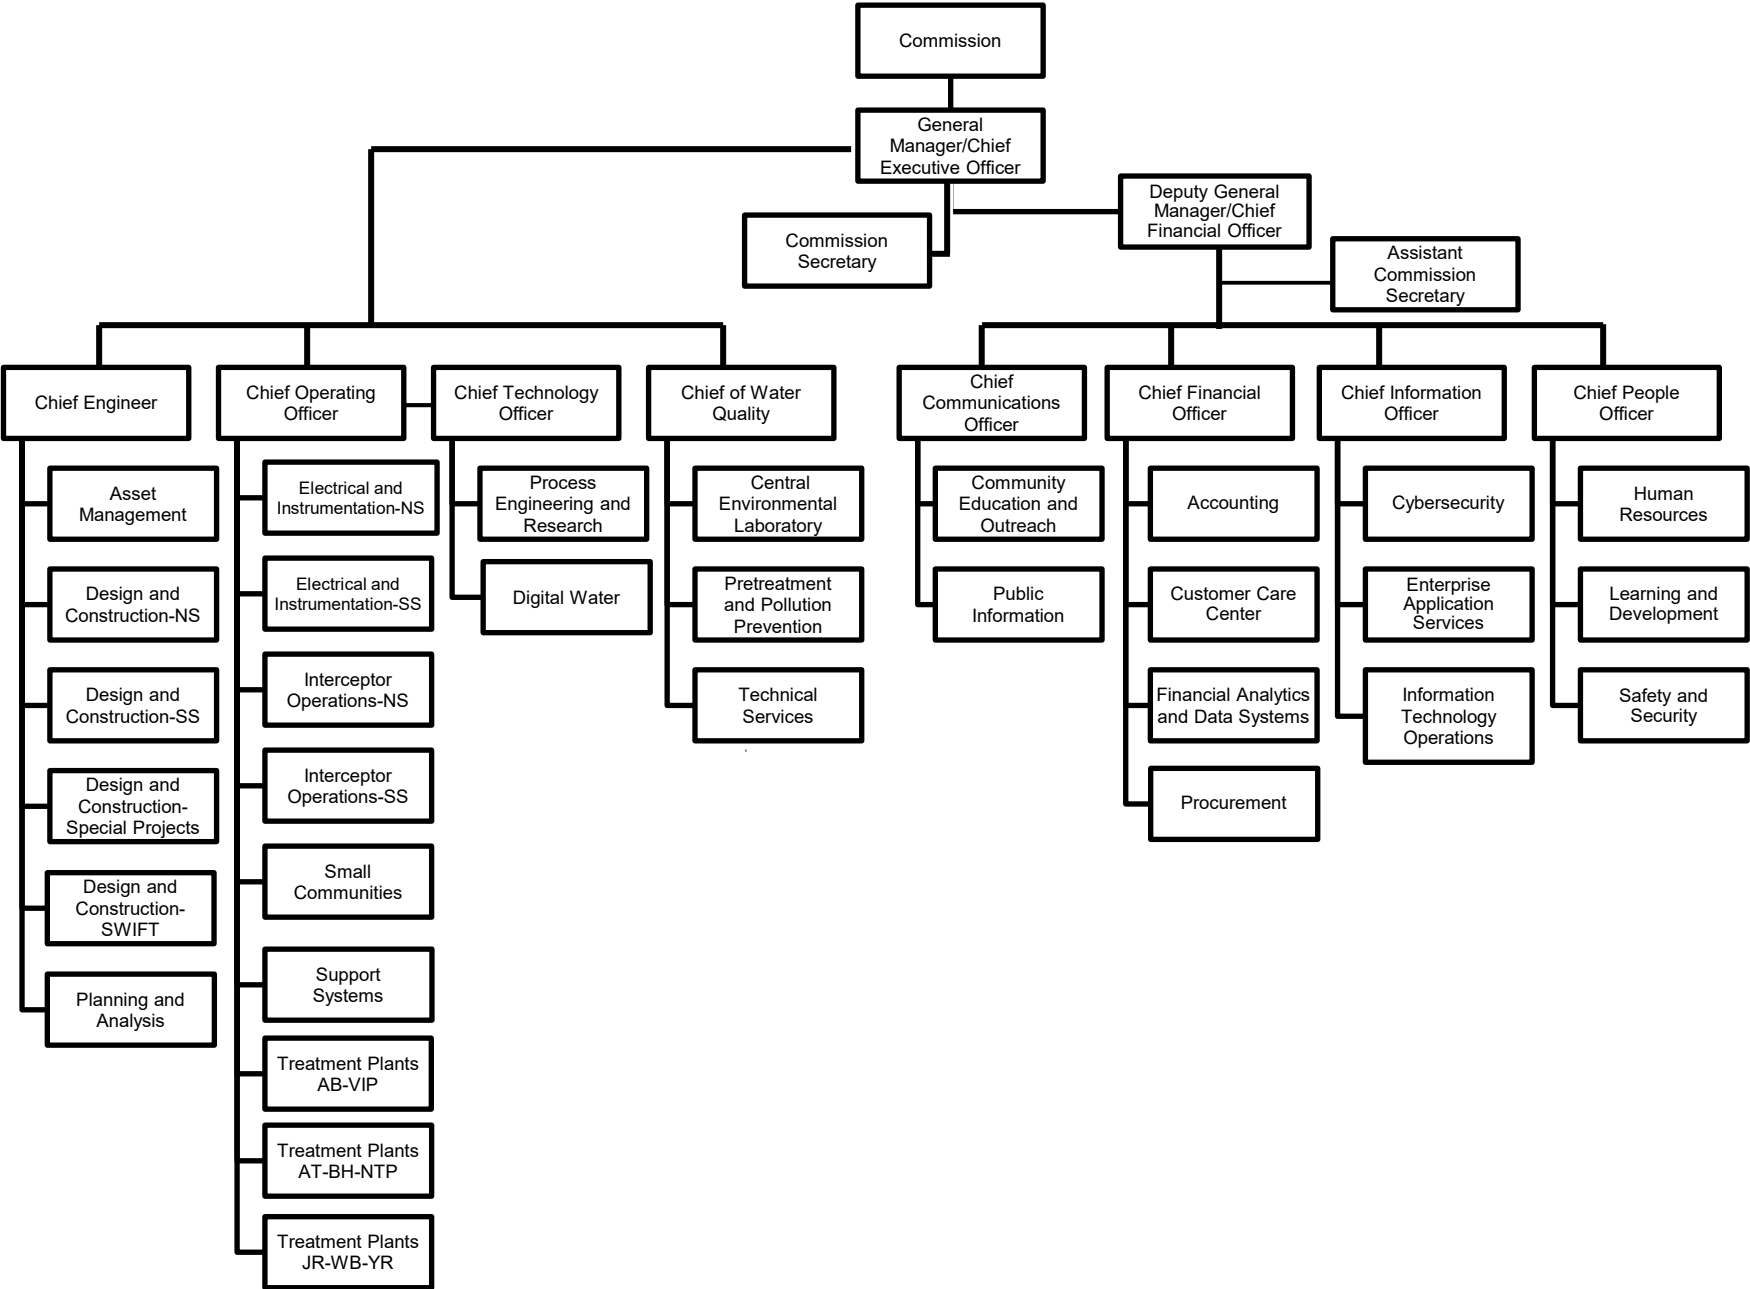 Commission
General
Manager/Chief
Executive Officer
Deputy General
Manager/Chief
Financial Officer
Commission
Secretary
Assistant
Commission
Secretary
Chief Engineer
Chief Operating
Officer
Chief Technology
Officer
Chief of Water
Quality
Chief
Communications
Officer
Chief Financial
Officer
Chief Information
Officer
Chief People
Officer
Asset
Management
Design and
Construction-NS
Design and
Construction-SS
Design and
Construction-
Special Projects
Design and
Construction-
SWIFT
Planning and
Analysis
Electrical and
Instrumentation-NS
Electrical and
Instrumentation-SS
Interceptor
Operations-NS
Interceptor
Operations-SS
Small
Communities
Support
Systems
Treatment Plants
AB-VIP
Treatment Plants
AT-BH-NTP
Treatment Plants
JR-WB-YR
Process
Engineering and
Research
Digital Water
Central
Environmental
Laboratory
Pretreatment
and Pollution
Prevention
Technical
Services
Community
Education and
Outreach
Public
Information
Accounting
Customer Care
Center
Financial Analytics
and Data Systems
Procurement
Cybersecurity
Enterprise
Application
Services
Information
Technology
Operations
Human
Resources
Learning and
Development
Safety and
Security